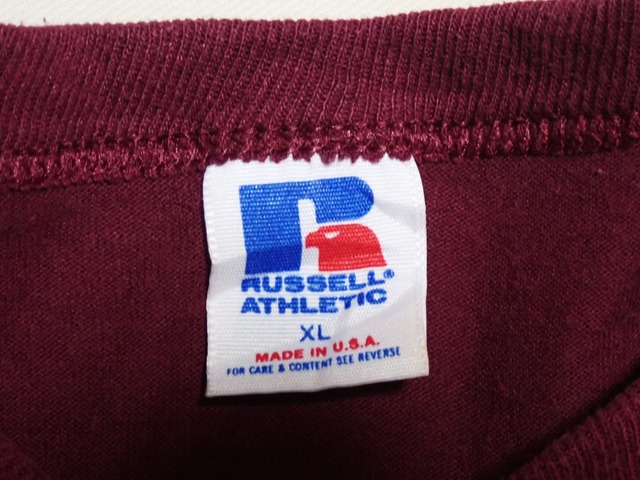 RUSSELL®
ATHLETIC
XL
MADE IN U.S.A.
FOR CARE & CONTENT SEE REVERSE